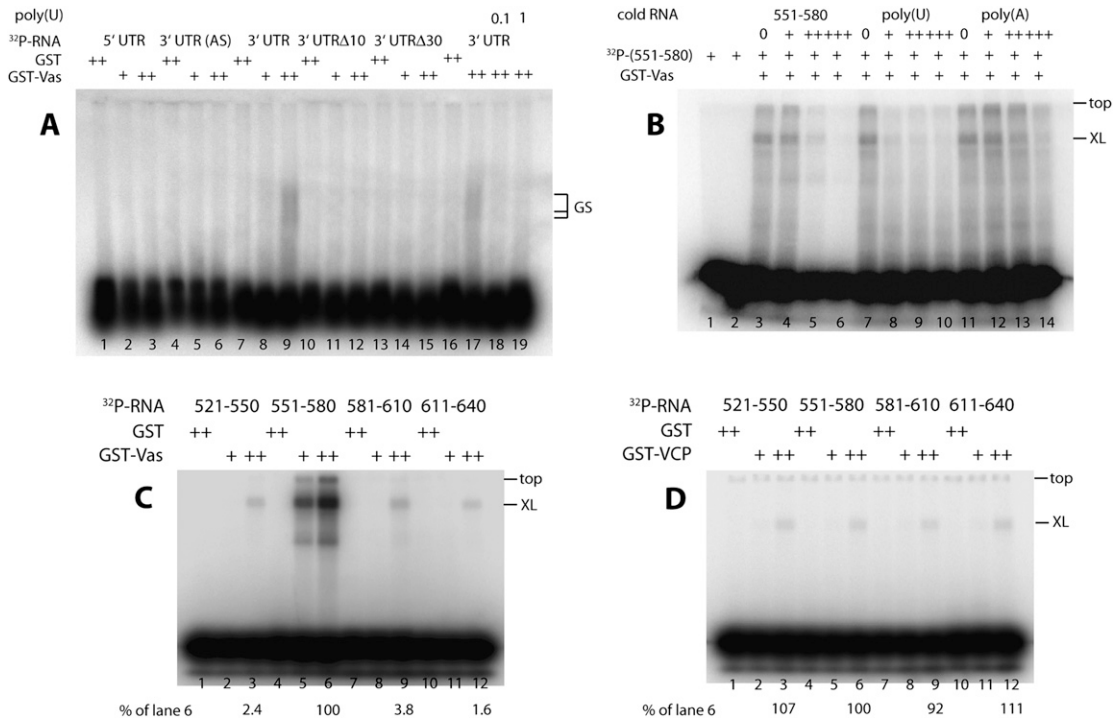 poly(U) 0.1 1
32P-RNA 5′ UTR 3′ UTR (AS) 3′ UTR 3′ UTRΔ10 3′ UTRΔ30 3′ UTR
GST ++ ++ ++ ++ ++ ++
GST-Vas + ++ + ++ + ++ + ++ + ++ ++ ++ ++
A
GS
1 2 3 4 5 6 7 8 9 10 11 12 13 14 15 16 17 18 19
cold RNA 551-580 poly(U) poly(A)
0 + ++ +++ 0 + ++ +++ 0 + ++ +++
32P-(551-580) + + + + + + + + + + + + + +
GST-Vas + + + + + + + + + + + +
B
top
XL
1 2 3 4 5 6 7 8 9 10 11 12 13 14
32P-RNA 521-550 551-580 581-610 611-640
GST ++ ++ ++ ++
GST-Vas + ++ + ++ + ++ + ++
C
top
XL
1 2 3 4 5 6 7 8 9 10 11 12
% of lane 6 2.4 100 3.8 1.6
32P-RNA 521-550 551-580 581-610 611-640
GST ++ ++ ++ ++
GST-VCP + ++ + ++ + ++ + ++
D
top
XL
1 2 3 4 5 6 7 8 9 10 11 12
% of lane 6 107 100 92 111